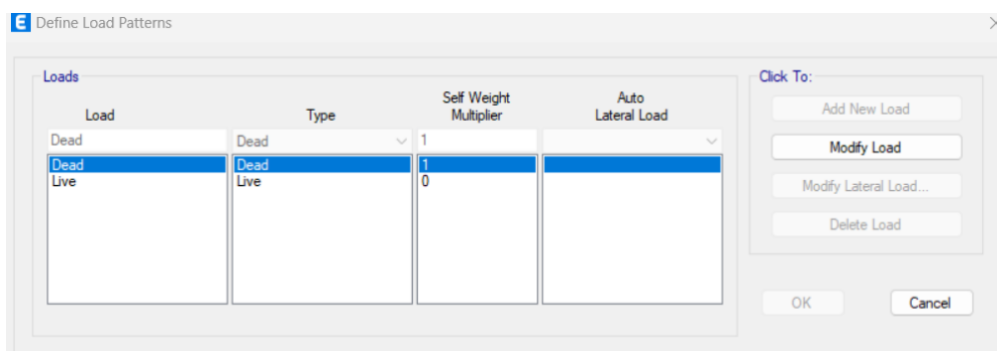 E Define Load Patterns
Loads
Load Type Self Weight Multiplier Auto Lateral Load
Dead Dead 1
Dead Dead 1
Live Live 0
Click To:
Add New Load
Modify Load
Modify Lateral Load...
Delete Load
OK Cancel